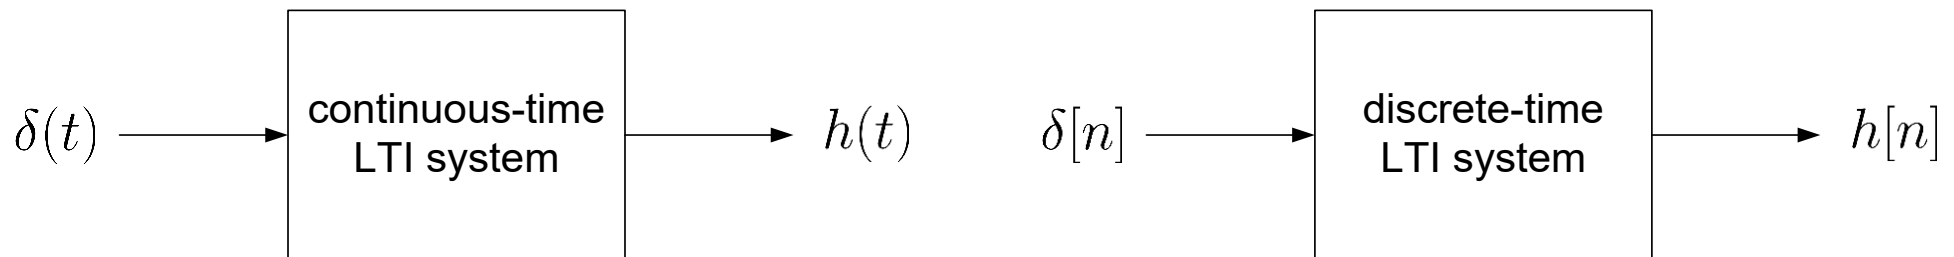 δ(t)
continuous-time
LTI system
h(t)
δ[n]
discrete-time
LTI system
h[n]